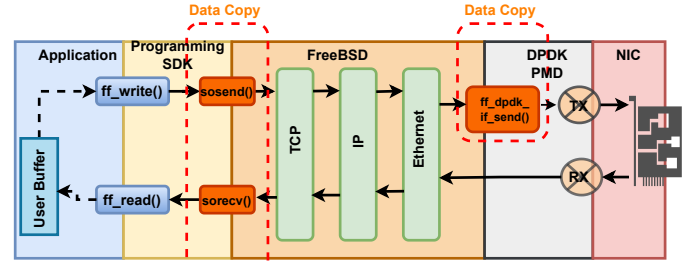 Data Copy
Data Copy
Application
Programming
SDK
FreeBSD
DPDK
PMD
NIC
ff_write()
sosend()
ff_dpdk_
if_send()
TX
User Buffer
TCP
IP
Ethernet
ff_read()
sorecv()
RX